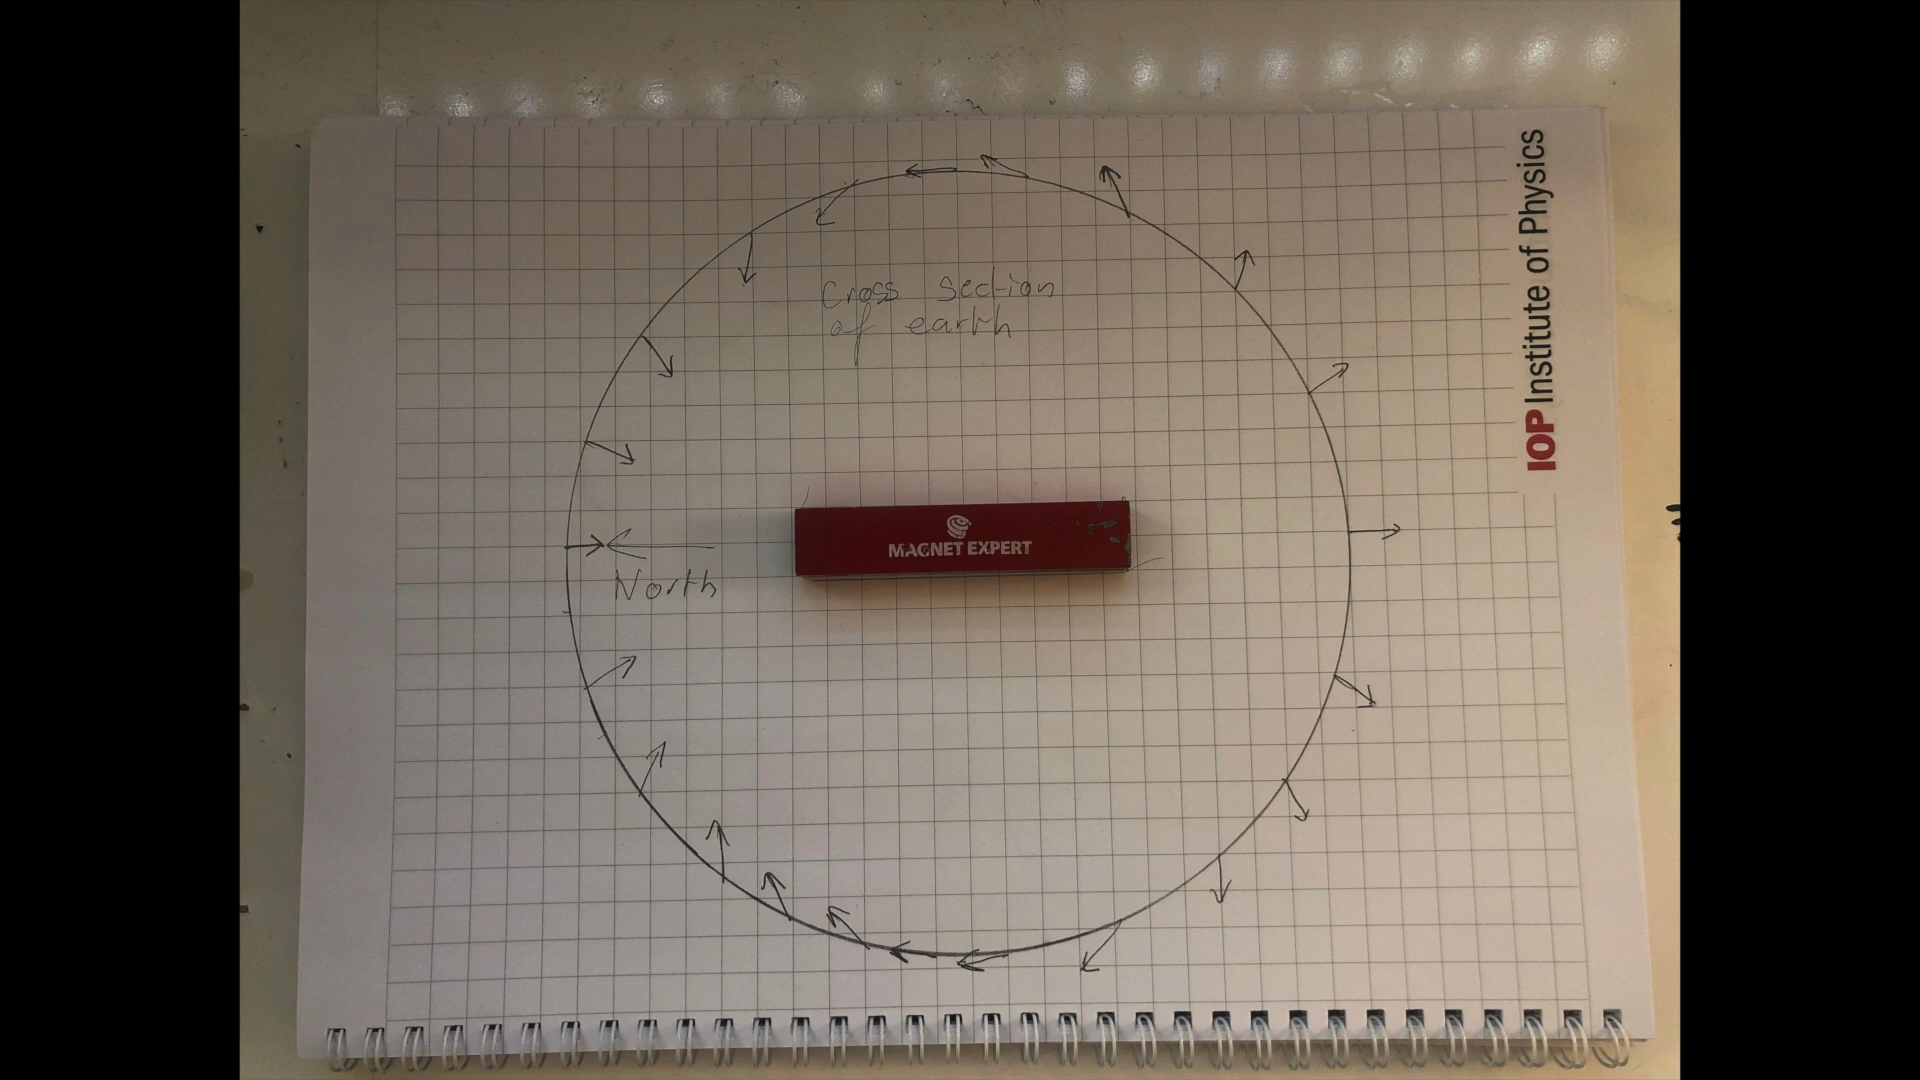 Cross section
of earth
MAGNET EXPERT
North
IOP Institute of Physics